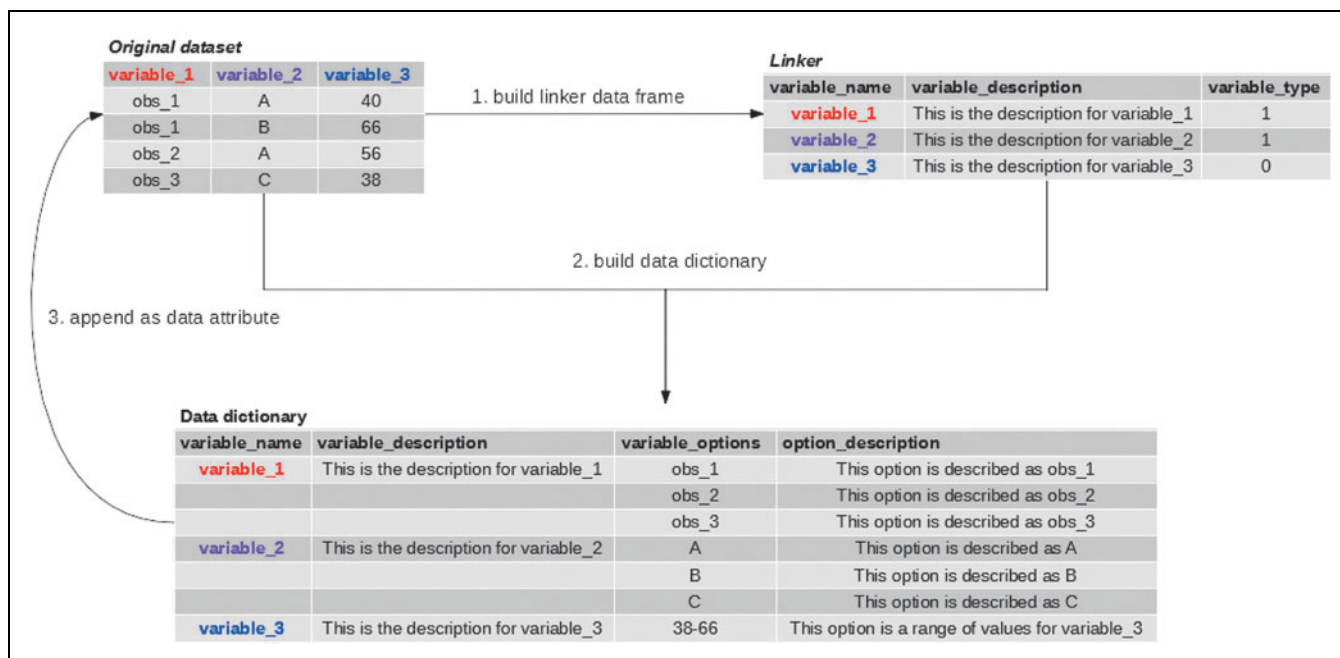 Original dataset
variable_1 variable_2 variable_3
obs_1 A 40
obs_1 B 66
obs_2 A 56
obs_3 C 38
1. build linker data frame
Linker
variable_name variable_description variable_type
variable_1 This is the description for variable_1 1
variable_2 This is the description for variable_2 1
variable_3 This is the description for variable_3 0
2. build data dictionary
3. append as data attribute
Data dictionary
variable_name variable_description variable_options option_description
variable_1 This is the description for variable_1 obs_1 This option is described as obs_1
obs_2 This option is described as obs_2
obs_3 This option is described as obs_3
variable_2 This is the description for variable_2 A This option is described as A
B This option is described as B
C This option is described as C
variable_3 This is the description for variable_3 38-66 This option is a range of values for variable_3